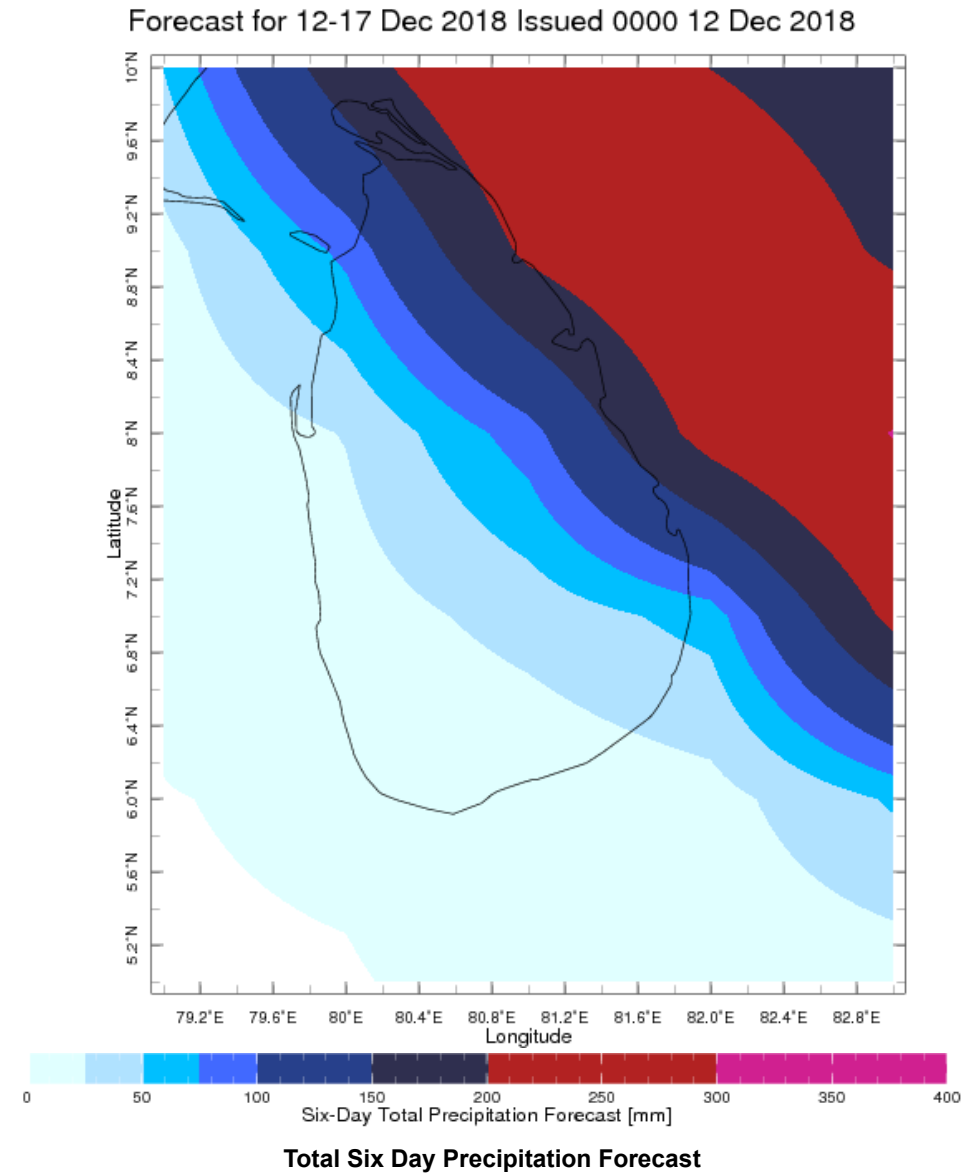 Forecast for 12-17 Dec 2018 Issued 0000 12 Dec 2018
10°N
9.6°N
9.2°N
8.8°N
8.4°N
8°N
7.6°N
7.2°N
6.8°N
6.4°N
6.0°N
5.6°N
5.2°N
Latitude
79.2°E 79.6°E 80°E 80.4°E 80.8°E 81.2°E 81.6°E 82.0°E 82.4°E 82.8°E
Longitude
0 50 100 150 200 250 300 350 400
Six-Day Total Precipitation Forecast [mm]
Total Six Day Precipitation Forecast